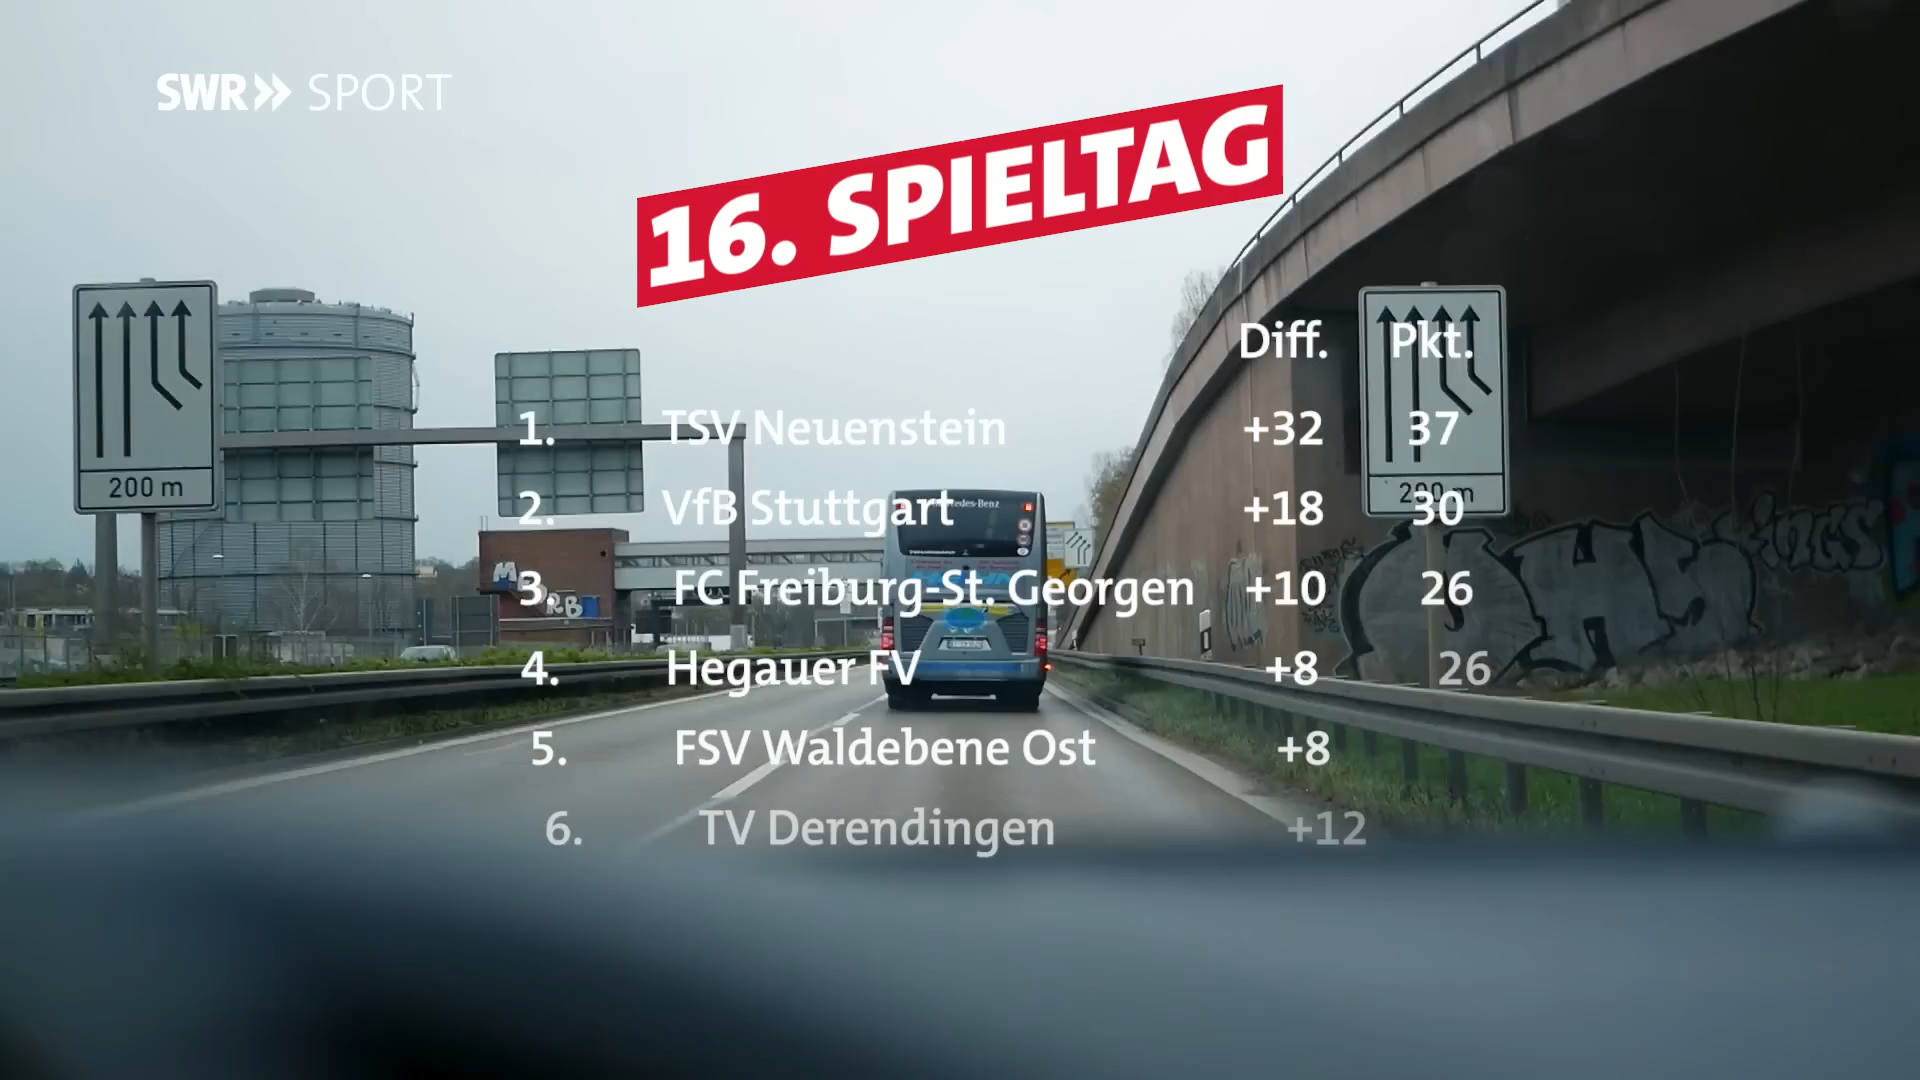 SWR» SPORT
16. SPIELTAG
Diff. Pkt.
1. TSV Neuenstein +32 37
200 m
200 m
2. VfB Stuttgart +18 30
3. FC Freiburg-St. Georgen +10 26
4. Hegauer FV +8 26
5. FSV Waldebene Ost +8
6. TV Derendingen +12